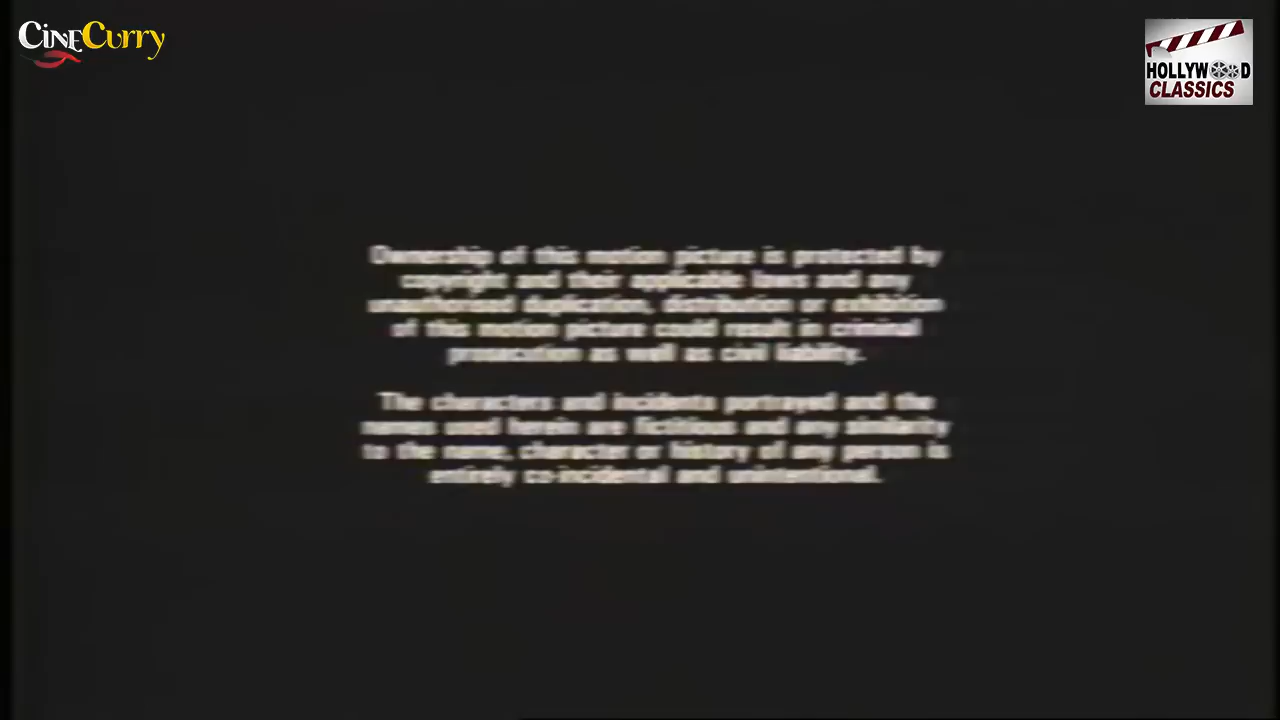 CINECURRY
HOLLYWOOD
CLASSICS
Ownership of this motion picture is protected by
copyright and their applicable laws and any
unauthorised duplication, distribution or exhibition
of this motion picture could result in criminal
prosecution as well as civil liability.
The characters and incidents portrayed and the
names used herein are fictitious and any similarity
to the name, character or history of any person is
entirely co-incidental and unintentional.